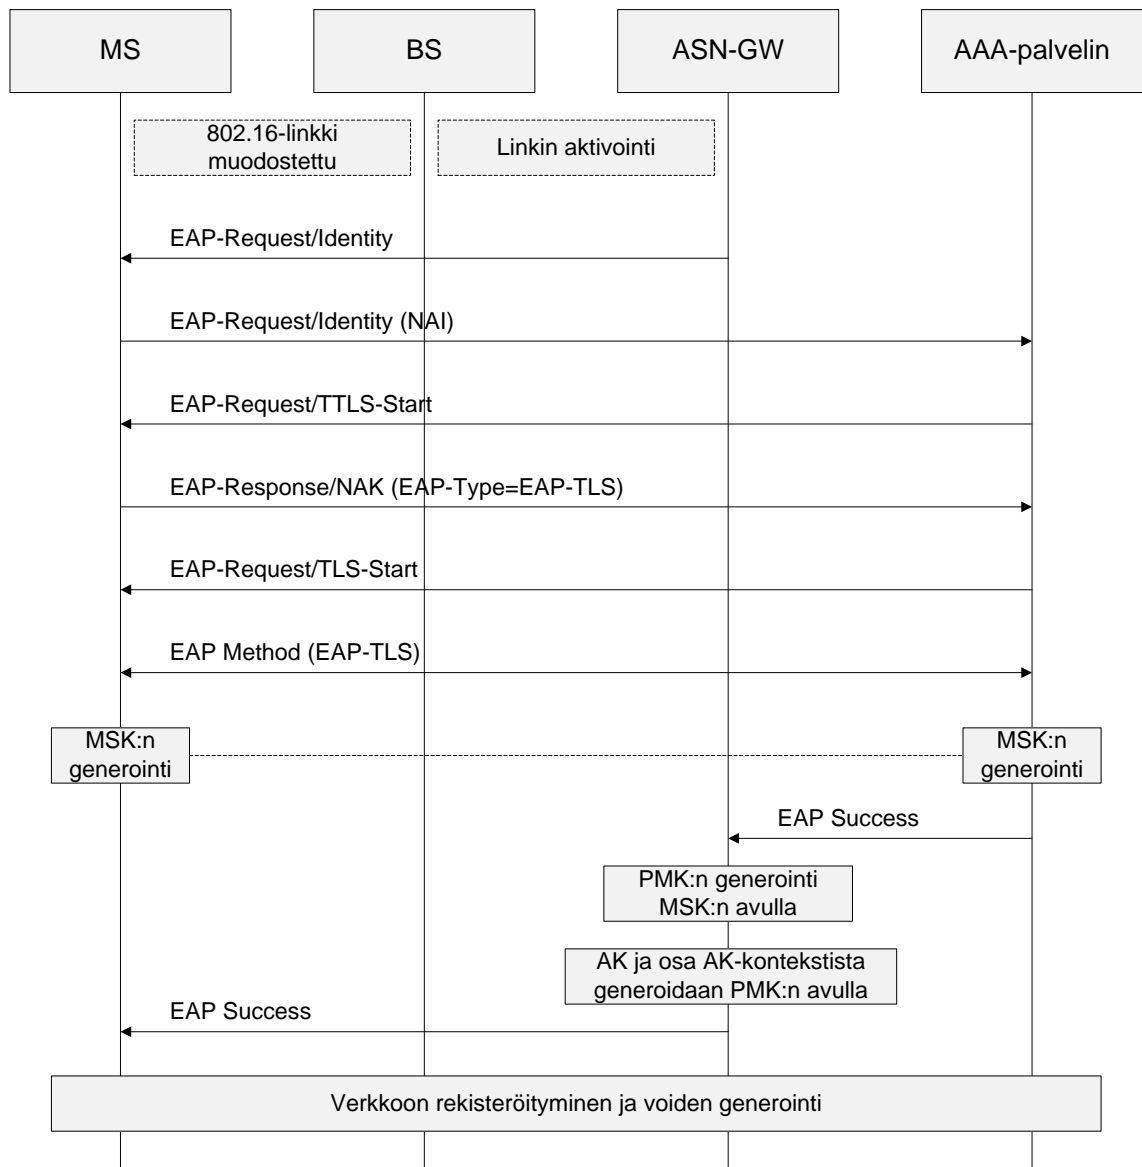 MS
BS
ASN-GW
AAA-palvelin
802.16-linkki
muodostettu
Linkin aktivointi
EAP-Request/Identity
EAP-Request/Identity (NAI)
EAP-Request/TTLS-Start
EAP-Response/NAK (EAP-Type=EAP-TLS)
EAP-Request/TLS-Start
EAP Method (EAP-TLS)
MSK:n
generointi
MSK:n
generointi
EAP Success
PMK:n generointi
MSK:n avulla
AK ja osa AK-kontekstista
generoidaan PMK:n avulla
EAP Success
Verkkoon rekisteröityminen ja voiden generointi